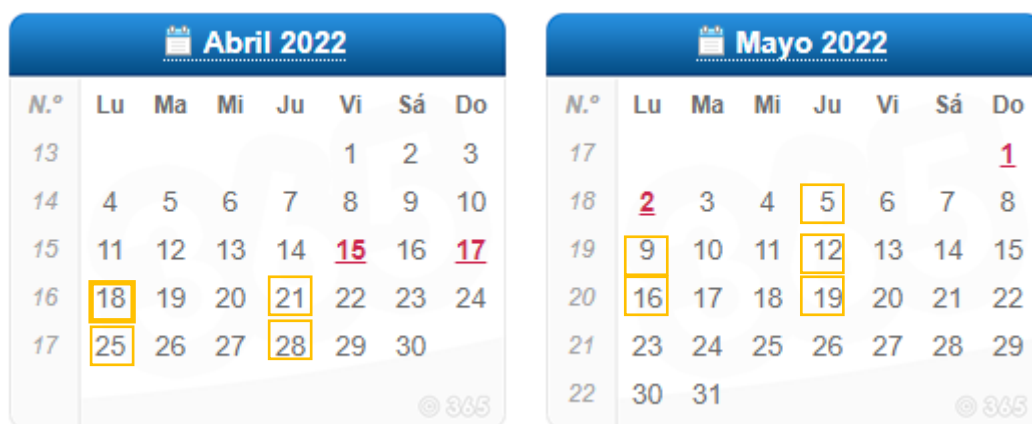 Abril 2022
N.º Lu Ma Mi Ju Vi Sá Do
13 1 2 3
14 4 5 6 7 8 9 10
15 11 12 13 14 15 16 17
16 18 19 20 21 22 23 24
17 25 26 27 28 29 30
365
Mayo 2022
N.º Lu Ma Mi Ju Vi Sá Do
17 1
18 2 3 4 5 6 7 8
19 9 10 11 12 13 14 15
20 16 17 18 19 20 21 22
21 23 24 25 26 27 28 29
22 30 31
365